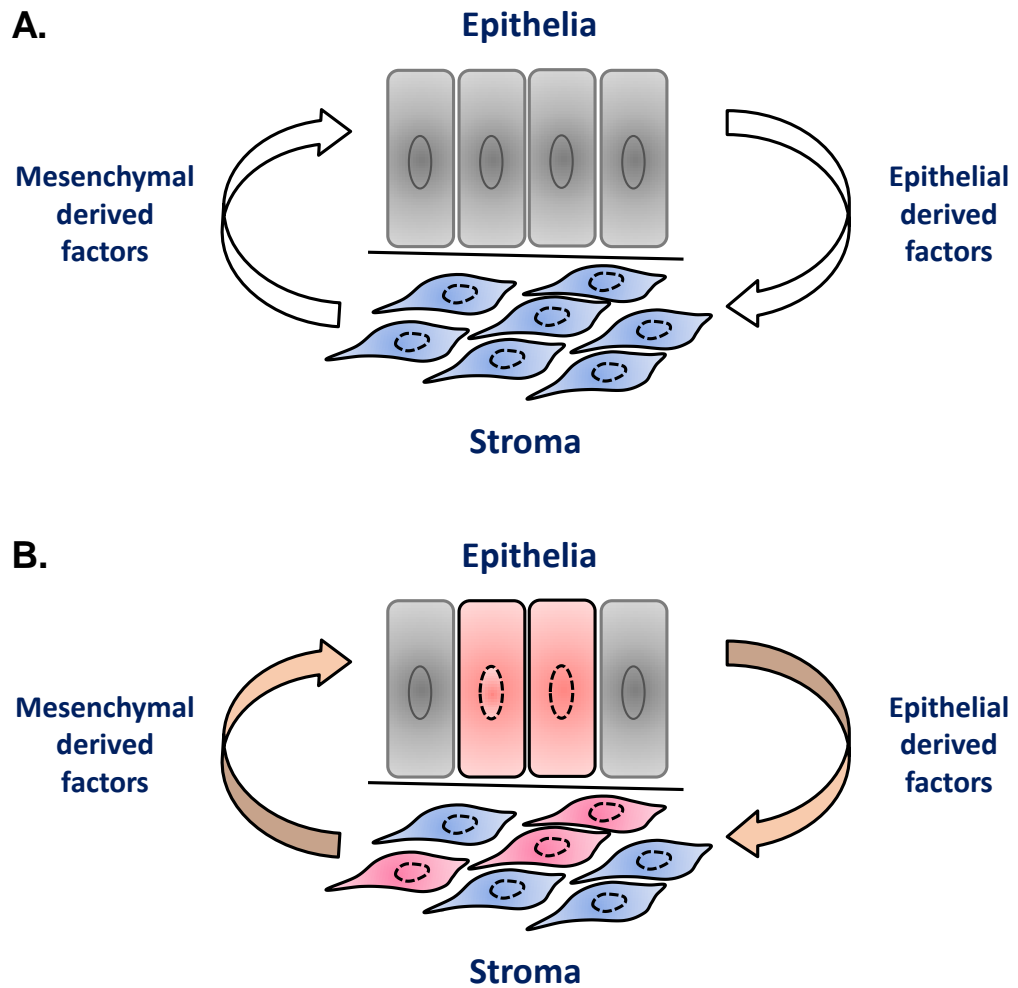 A.
Epithelia
Mesenchymal
derived
factors
Epithelial
derived
factors
Stroma
B.
Epithelia
Mesenchymal
derived
factors
Epithelial
derived
factors
Stroma